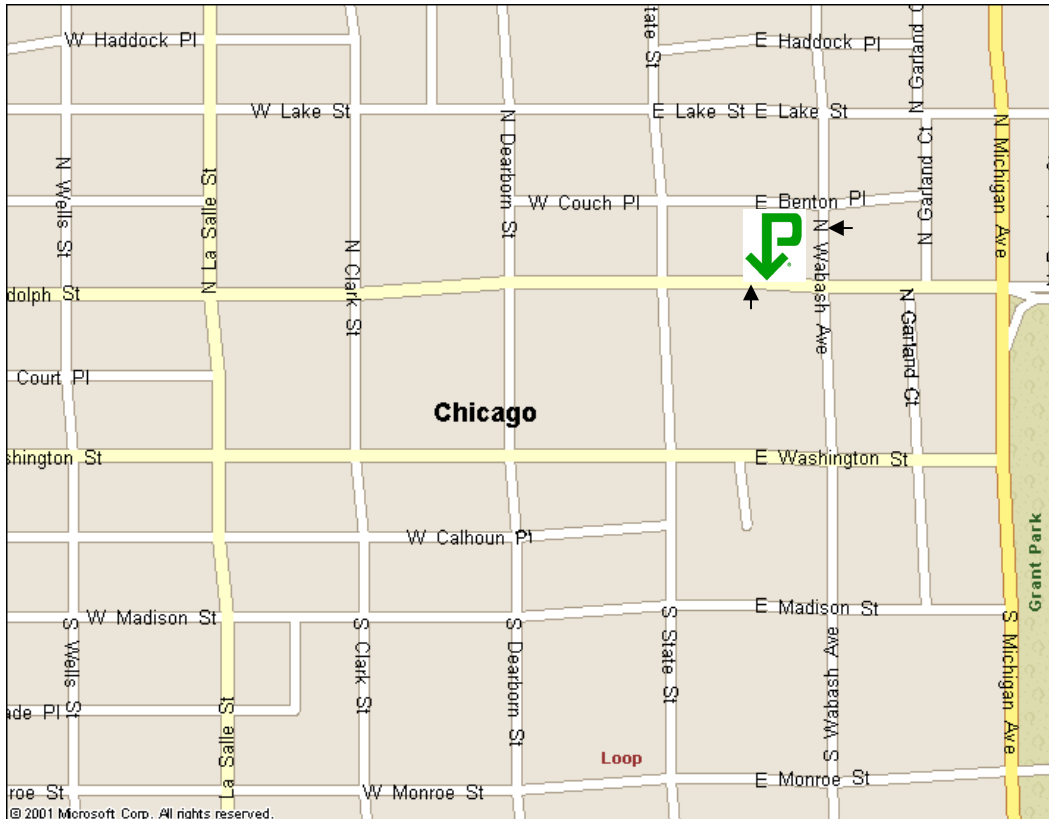 W Haddock Pl
tate St
E Haddock Pl
N Garland C
W Lake St
E Lake St
E Lake St
N Dearborn St
N Michigan Ave
N Garland Ct
N Wells St
N La Salle St
W Couch Pl
E Benton Pl
P
N Wabash Ave
N Clark St
dolph St
N Garland Ct
Court Pl
Chicago
shington St
E Washington St
W Calhoun Pl
Grant Park
W Madison St
E Madison St
S Wells St
S Clark St
S Dearborn St
S State St
S Wabash Ave
S Michigan Ave
ade Pl
La Salle St
Loop
roe St
W Monroe St
E Monroe St
© 2001 Microsoft Corp. All rights reserved.